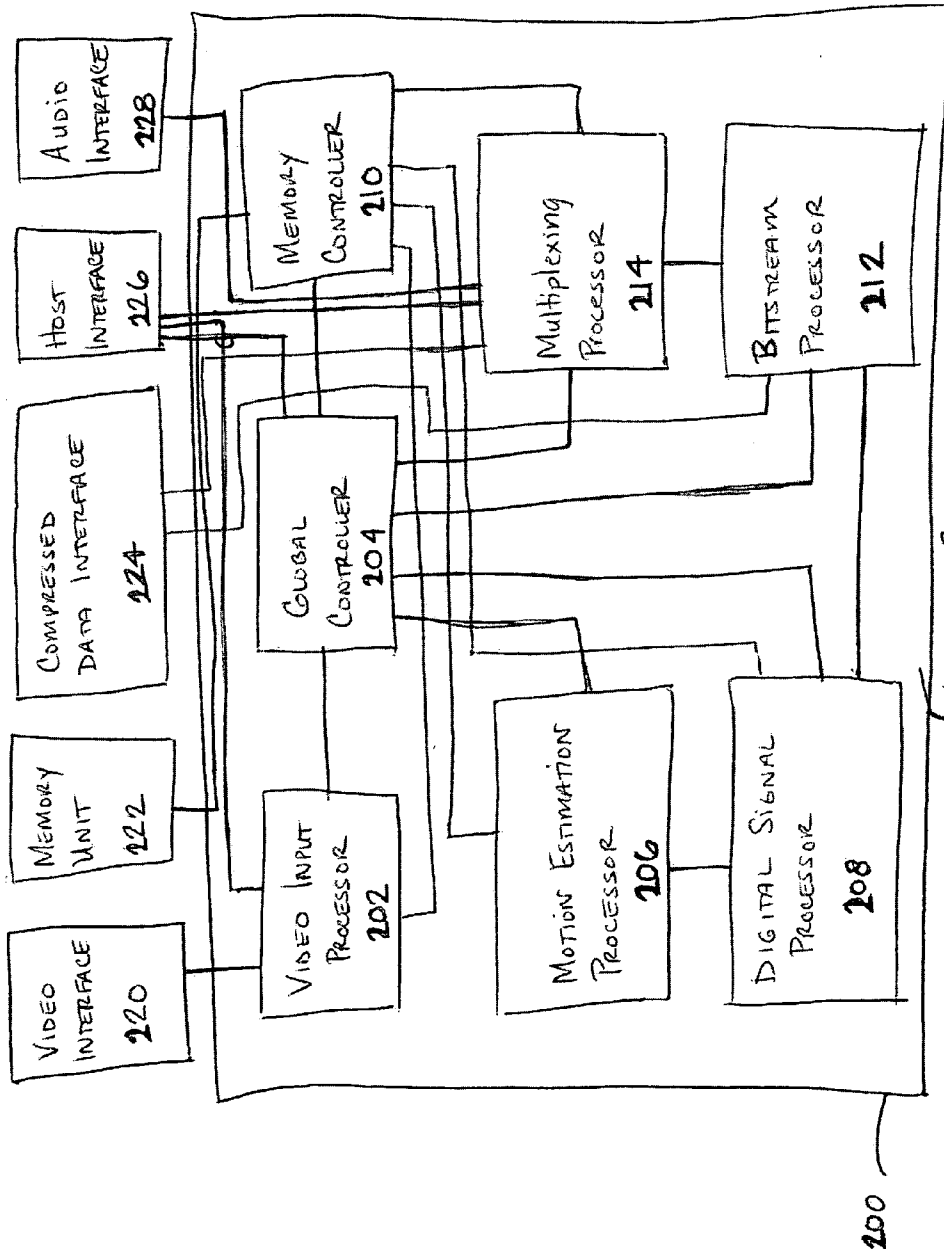 VIDEO
INTERFACE
220
MEMORY
UNIT
222
COMPRESSED
DATA INTERFACE
224
HOST
INTERFACE
226
AUDIO
INTERFACE
228
VIDEO INPUT
PROCESSOR
202
GLOBAL
CONTROLLER
204
MEMORY
CONTROLLER
210
MOTION ESTIMATION
PROCESSOR
206
Multiplexing
Processor
214
DIGITAL SIGNAL
PROCESSOR
208
BITSTREAM
PROCESSOR
212
200